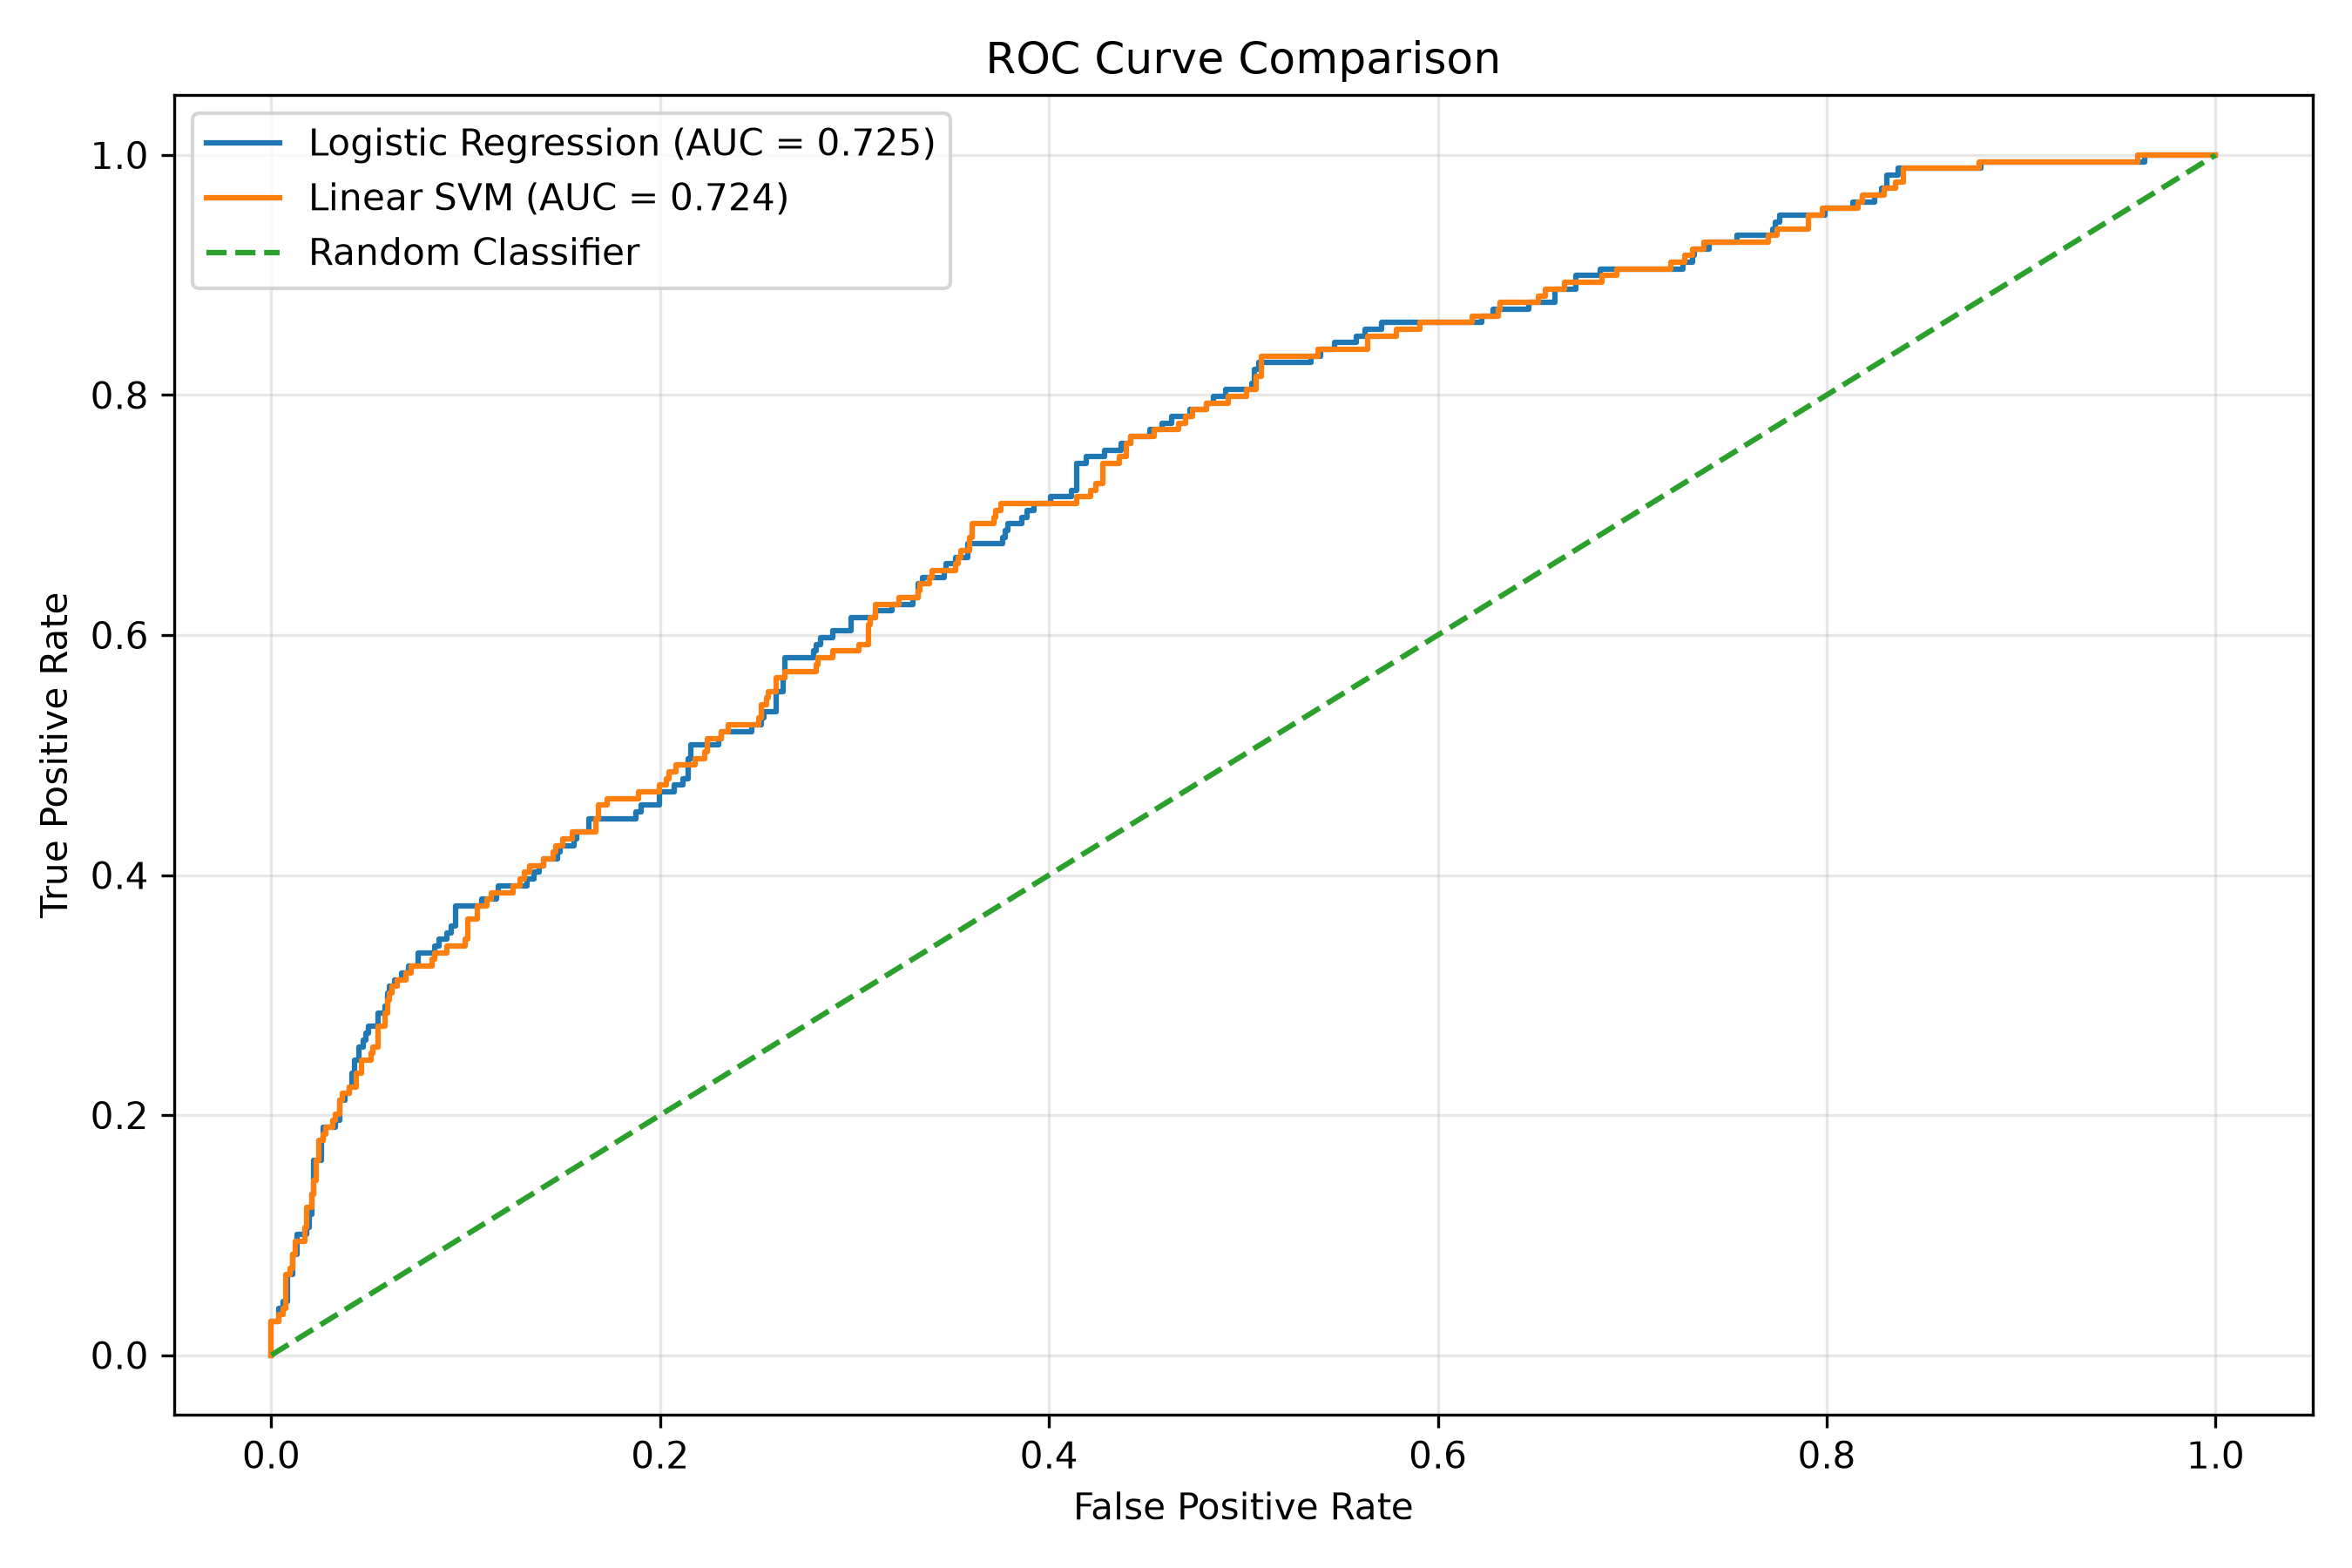 ROC Curve Comparison
Logistic Regression (AUC = 0.725)
Linear SVM (AUC = 0.724)
Random Classifier
1.0
0.8
0.6
0.4
0.2
0.0
True Positive Rate
0.0 0.2 0.4 0.6 0.8 1.0
False Positive Rate